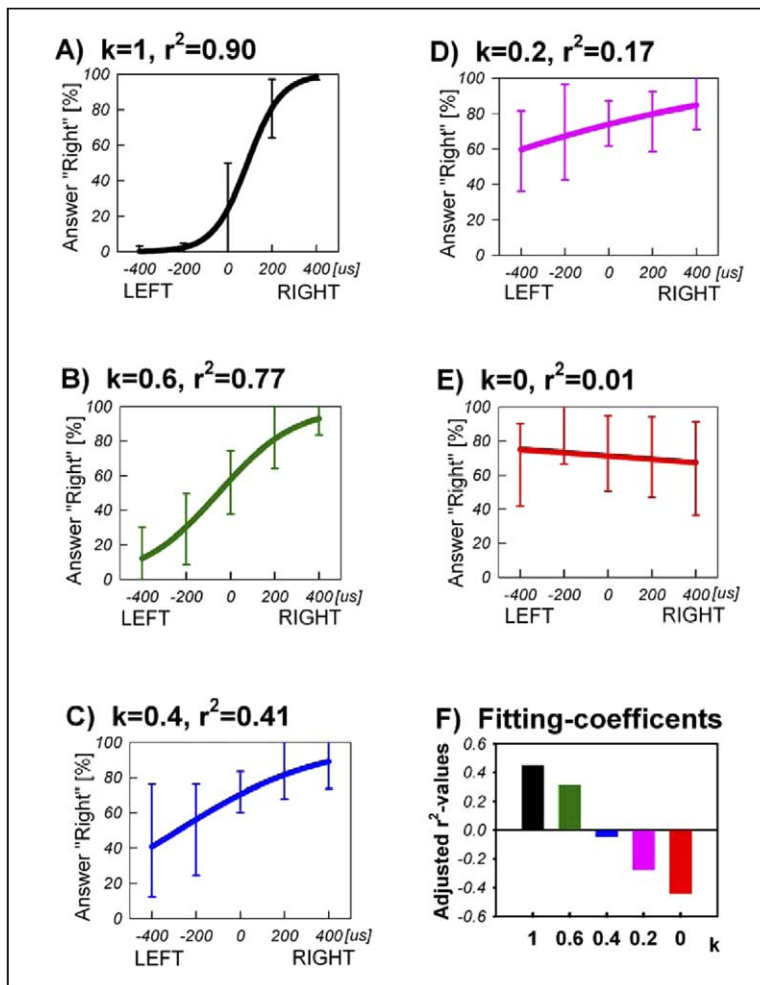 A) k=1, r²=0.90
Answer "Right" [%]
100
80
60
40
20
0
-400 -200 0 200 400 [us]
LEFT RIGHT
B) k=0.6, r²=0.77
Answer "Right" [%]
100
80
60
40
20
0
-400 -200 0 200 400 [us]
LEFT RIGHT
C) k=0.4, r²=0.41
Answer "Right" [%]
100
80
60
40
20
0
-400 -200 0 200 400 [us]
LEFT RIGHT
D) k=0.2, r²=0.17
Answer "Right" [%]
100
80
60
40
20
0
-400 -200 0 200 400 [us]
LEFT RIGHT
E) k=0, r²=0.01
Answer "Right" [%]
100
80
60
40
20
0
-400 -200 0 200 400 [us]
LEFT RIGHT
F) Fitting-coefficents
Adjusted r²-values
0.6
0.4
0.2
0.0
-0.2
-0.4
-0.6
1 0.6 0.4 0.2 0 k